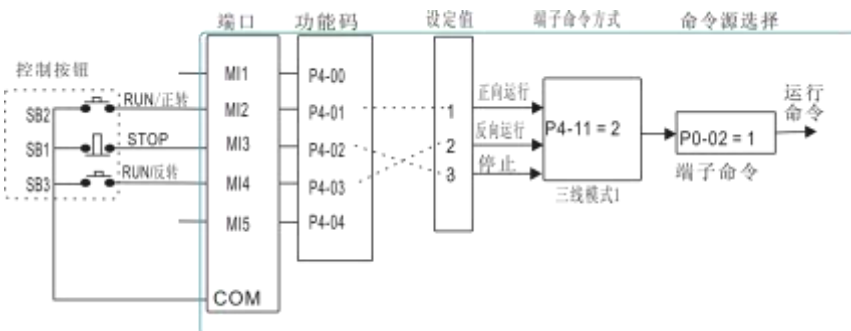 端口 功能码 设定值 端子命令方式 命令源选择
控制按钮
SB2 RUN/正转
SB1 STOP
SB3 RUN/反转
MI1 P4-00
MI2 P4-01
MI3 P4-02
MI4 P4-03
MI5 P4-04
COM
1
2
3
正向运行
反向运行
停止
P4-11 = 2
三线模式1
P0-02 = 1
端子命令
运行
命令